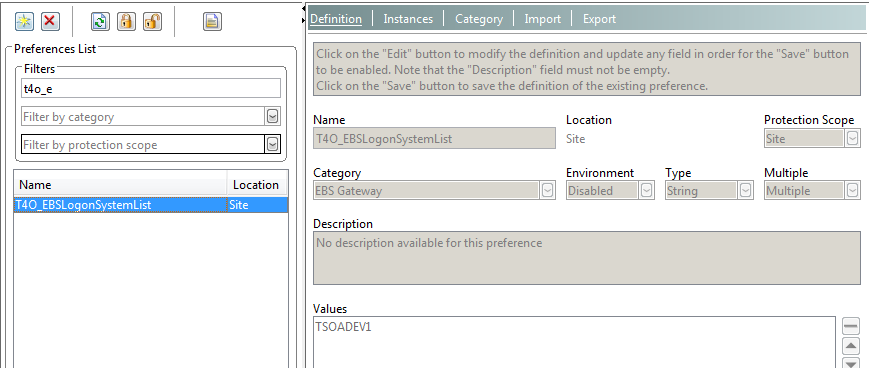 Preferences List
Filters
t4o_e
Filter by category
Filter by protection scope
Name Location
T4O_EBSLogonSystemList Site
Definition Instances Category Import Export
Click on the "Edit" button to modify the definition and update any field in order for the "Save" button
to be enabled. Note that the "Description" field must not be empty.
Click on the "Save" button to save the definition of the existing preference.
Name Location Protection Scope
T4O_EBSLogonSystemList Site Site
Category Environment Type Multiple
EBS Gateway Disabled String Multiple
Description
No description available for this preference
Values
TSOADEV1